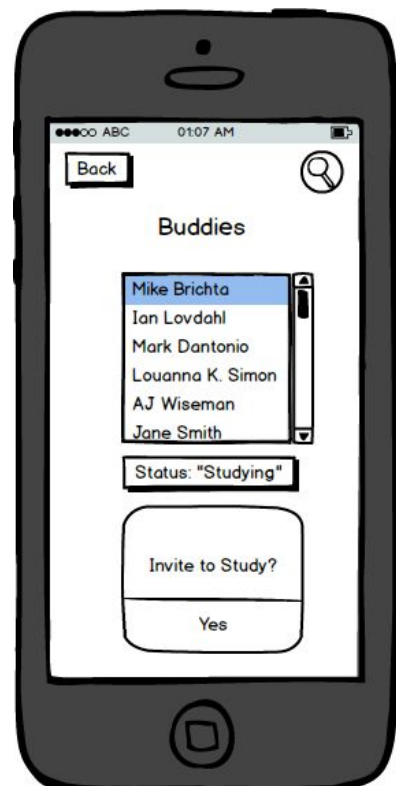 ABC 01:07 AM
Back
Buddies
Mike Brichta
Ian Lovdahl
Mark Dantonio
Louanna K. Simon
AJ Wiseman
Jane Smith
Status: "Studying"
Invite to Study?
Yes